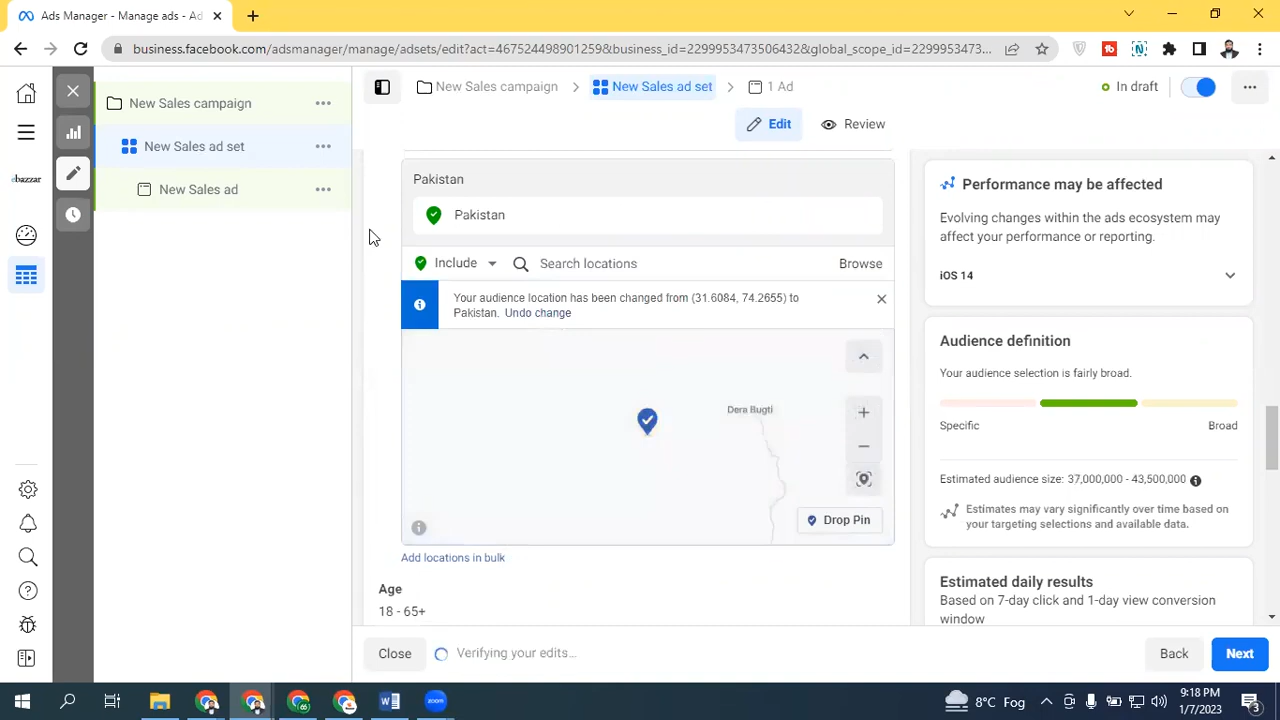 Ads Manager - Manage ads - Ad
business.facebook.com/adsmanager/manage/adsets/edit?act=467524498901259&business_id=2299953473506432&global_scope_id=2299953473...
New Sales campaign
New Sales ad set
1 Ad
In draft
Edit
Review
New Sales campaign
New Sales ad set
New Sales ad
ebazzar
Pakistan
Pakistan
Include
Search locations
Browse
Your audience location has been changed from (31.6084, 74.2655) to
Pakistan. Undo change
Dera Bugti
Drop Pin
Add locations in bulk
Age
18 - 65+
Performance may be affected
Evolving changes within the ads ecosystem may
affect your performance or reporting.
iOS 14
Audience definition
Your audience selection is fairly broad.
Specific
Broad
Estimated audience size: 37,000,000 - 43,500,000
Estimates may vary significantly over time based on
your targeting selections and available data.
Estimated daily results
Based on 7-day click and 1-day view conversion
window
Close
Verifying your edits...
Back
Next
8°C Fog
9:18 PM
1/7/2023
3